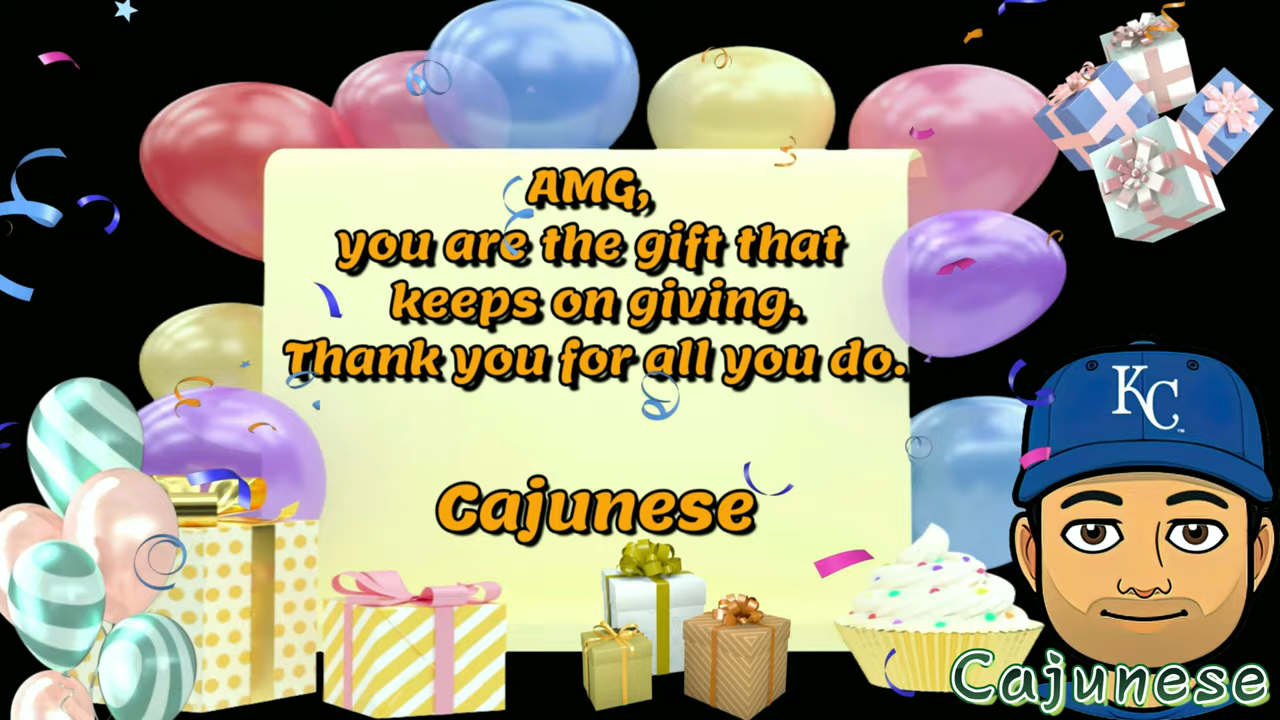 AMG,
you are the gift that
keeps on giving.
Thank you for all you do.
Cajunese
KC
Cajunese